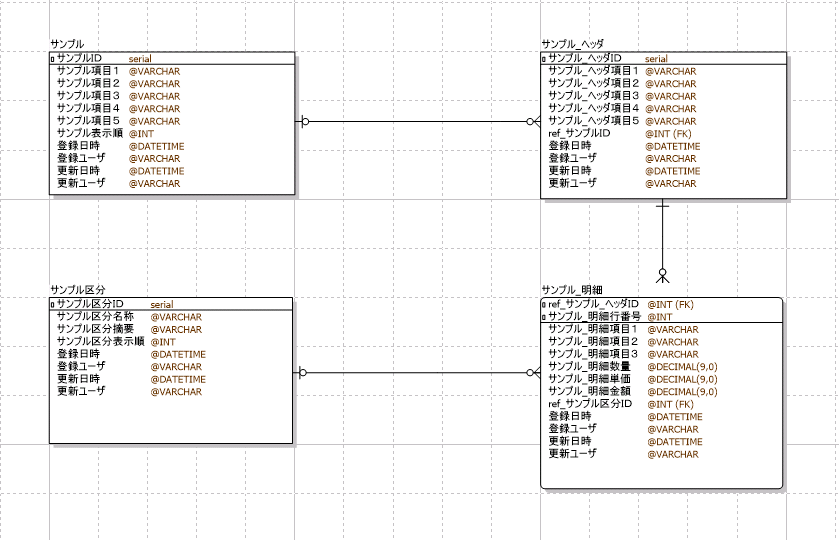 サンプル
サンプルID serial
サンプル項目1 @VARCHAR
サンプル項目2 @VARCHAR
サンプル項目3 @VARCHAR
サンプル項目4 @VARCHAR
サンプル項目5 @VARCHAR
サンプル表示順 @INT
登録日時 @DATETIME
登録ユーザ @VARCHAR
更新日時 @DATETIME
更新ユーザ @VARCHAR
サンプル_ヘッダ
サンプル_ヘッダID serial
サンプル_ヘッダ項目1 @VARCHAR
サンプル_ヘッダ項目2 @VARCHAR
サンプル_ヘッダ項目3 @VARCHAR
サンプル_ヘッダ項目4 @VARCHAR
サンプル_ヘッダ項目5 @VARCHAR
ref_サンプルID @INT (FK)
登録日時 @DATETIME
登録ユーザ @VARCHAR
更新日時 @DATETIME
更新ユーザ @VARCHAR
サンプル区分
サンプル区分ID serial
サンプル区分名称 @VARCHAR
サンプル区分摘要 @VARCHAR
サンプル区分表示順 @INT
登録日時 @DATETIME
登録ユーザ @VARCHAR
更新日時 @DATETIME
更新ユーザ @VARCHAR
サンプル_明細
ref_サンプル_ヘッダID @INT (FK)
サンプル_明細行番号 @INT
サンプル_明細項目1 @VARCHAR
サンプル_明細項目2 @VARCHAR
サンプル_明細項目3 @VARCHAR
サンプル_明細数量 @DECIMAL(9,0)
サンプル_明細単価 @DECIMAL(9,0)
サンプル_明細金額 @DECIMAL(9,0)
ref_サンプル区分ID @INT (FK)
登録日時 @DATETIME
登録ユーザ @VARCHAR
更新日時 @DATETIME
更新ユーザ @VARCHAR